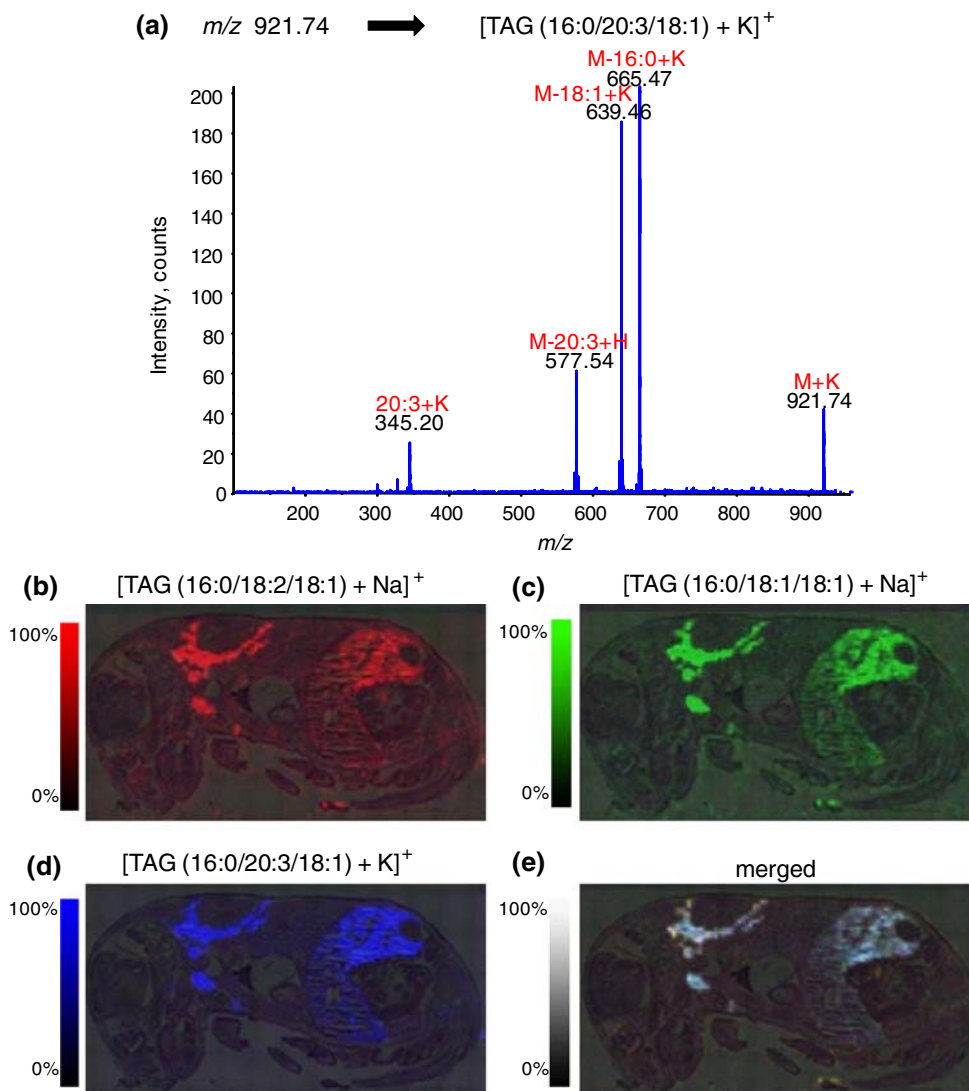 (a) m/z 921.74 [TAG (16:0/20:3/18:1) + K]+
M-16:0+K
665.47
M-18:1+K
639.46
M-20:3+H
577.54
20:3+K
345.20
M+K
921.74
Intensity, counts
200
180
160
140
120
100
80
60
40
20
0
200 300 400 500 600 700 800 900
m/z
(b) [TAG (16:0/18:2/18:1) + Na]+
100%
0%
(c) [TAG (16:0/18:1/18:1) + Na]+
100%
0%
(d) [TAG (16:0/20:3/18:1) + K]+
100%
0%
(e) merged
100%
0%